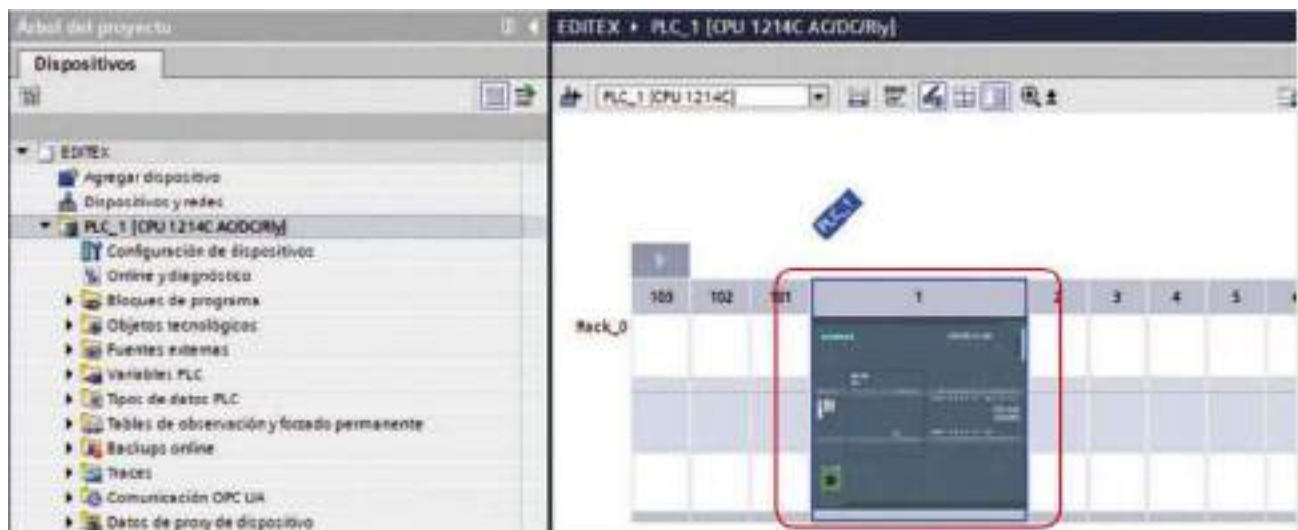 Árbol del proyecto
Dispositivos
EDITEX
Agregar dispositivo
Dispositivos y redes
PLC_1 [CPU 1214C AC/DC/Rly]
Configuración de dispositivos
Online y diagnóstico
Bloques de programa
Objetos tecnológicos
Fuentes externas
Variables PLC
Tipos de datos PLC
Tablas de observación y forzado permanente
Backups online
Traces
Comunicación OPC UA
Datos de proxy de dispositivo
EDITEX ▸ PLC_1 [CPU 1214C AC/DC/Rly]
PLC_1 [CPU 1214C]
PLC_1
103 102 101 1 2 3 4 5
Rack_0